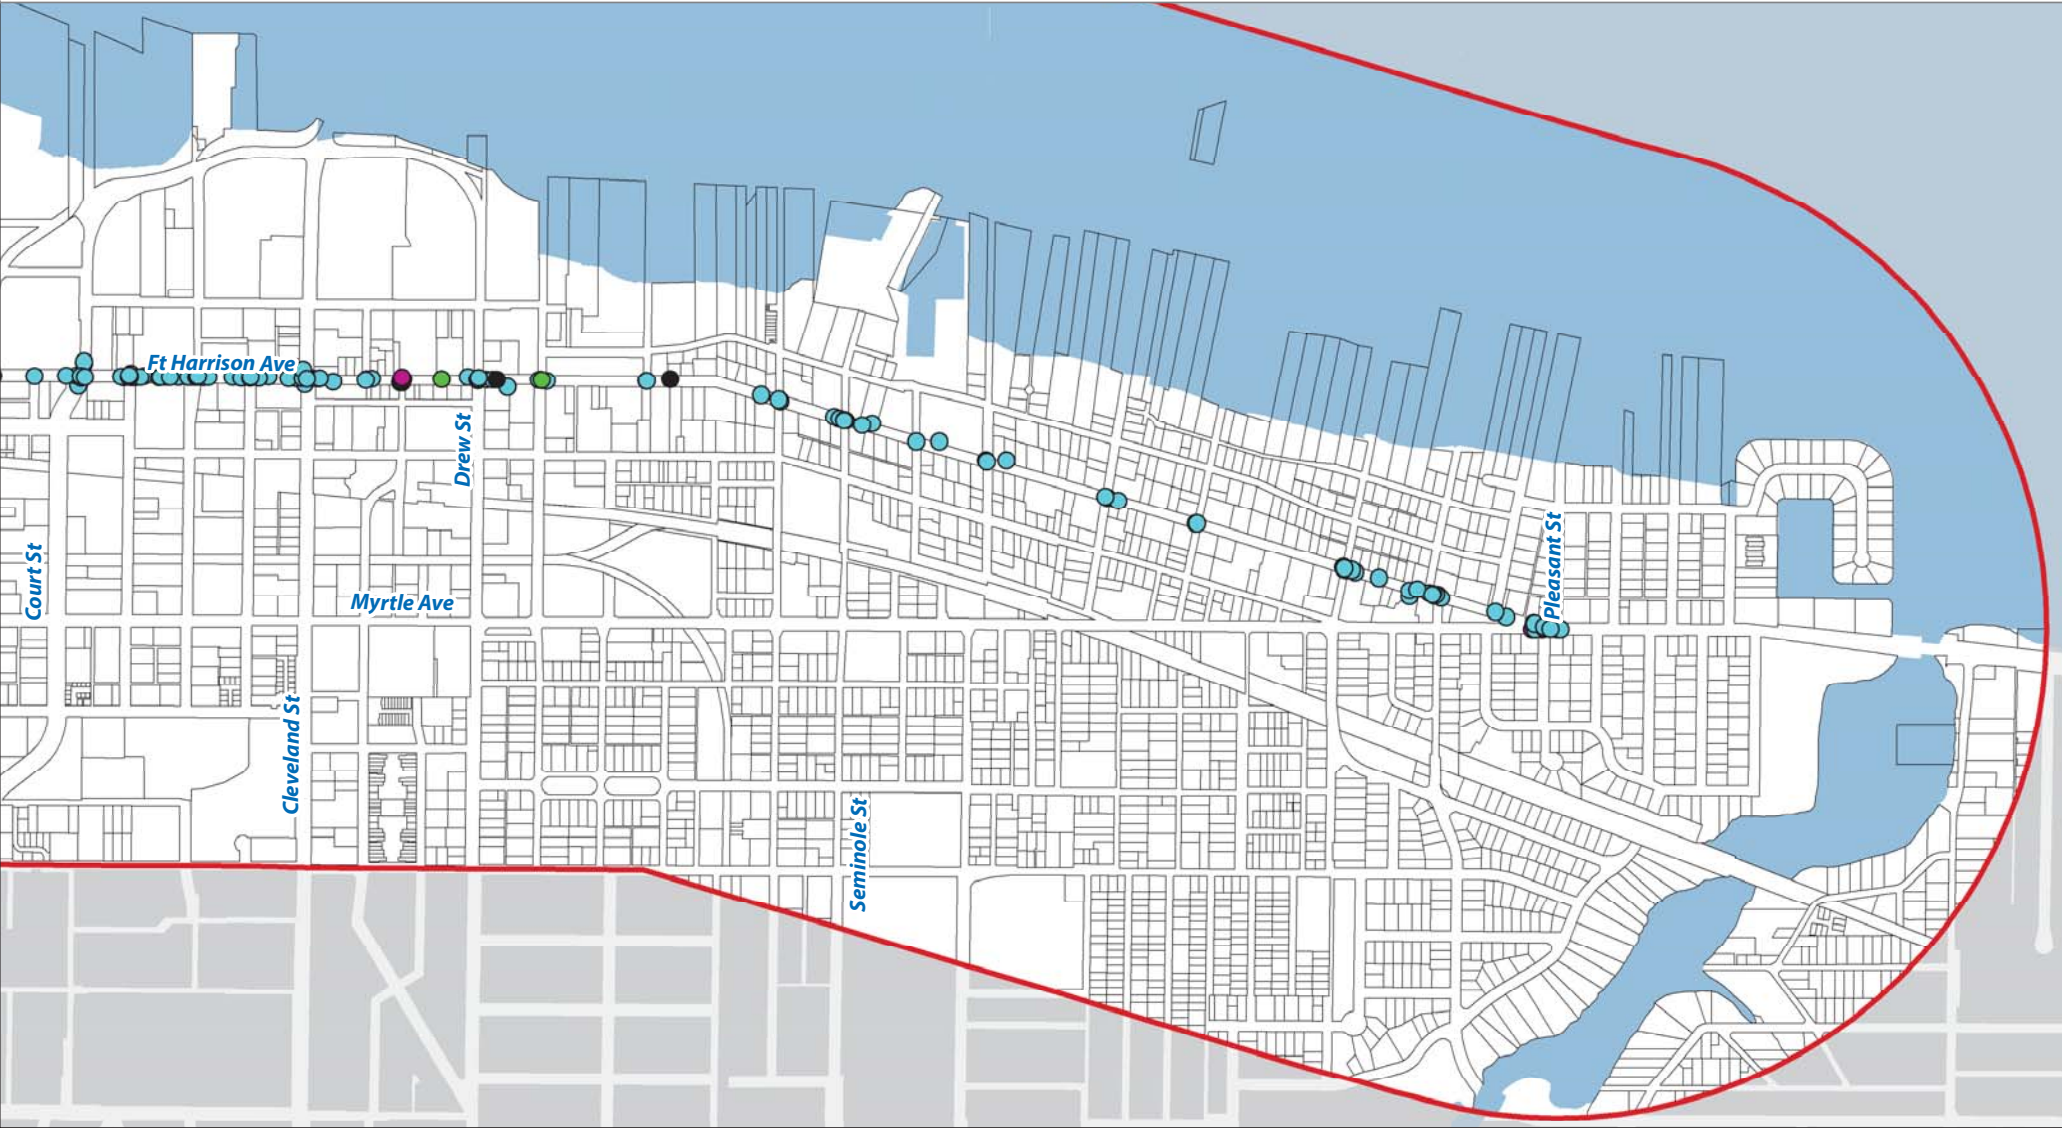 Ft Harrison Ave
Drew St
Court St
Myrtle Ave
Pleasant St
Cleveland St
Seminole St